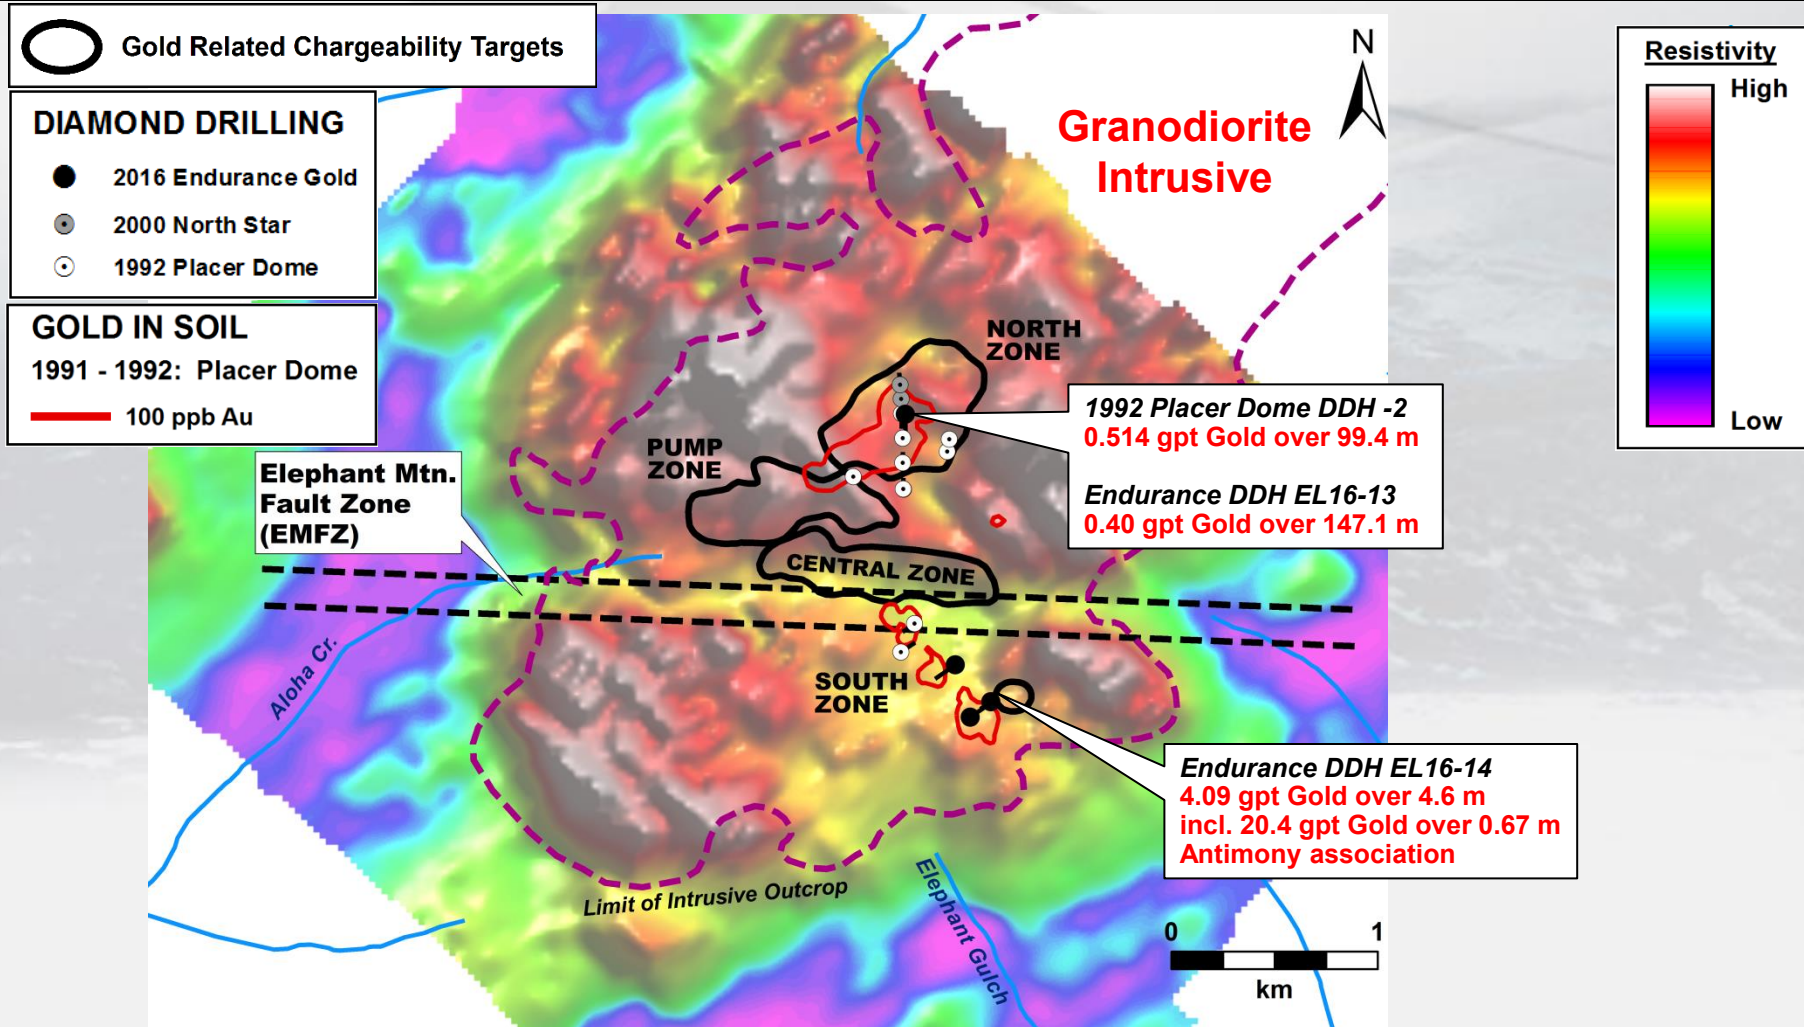 Gold Related Chargeability Targets
DIAMOND DRILLING
2016 Endurance Gold
2000 North Star
1992 Placer Dome
GOLD IN SOIL
1991 - 1992: Placer Dome
100 ppb Au
N
Granodiorite
Intrusive
Resistivity
High
Low
NORTH
ZONE
PUMP
ZONE
1992 Placer Dome DDH -2
0.514 gpt Gold over 99.4 m
Endurance DDH EL16-13
0.40 gpt Gold over 147.1 m
Elephant Mtn.
Fault Zone
(EMFZ)
CENTRAL ZONE
Aloha Cr.
SOUTH
ZONE
Endurance DDH EL16-14
4.09 gpt Gold over 4.6 m
incl. 20.4 gpt Gold over 0.67 m
Antimony association
Limit of Intrusive Outcrop
Elephant Gulch
0 1
km